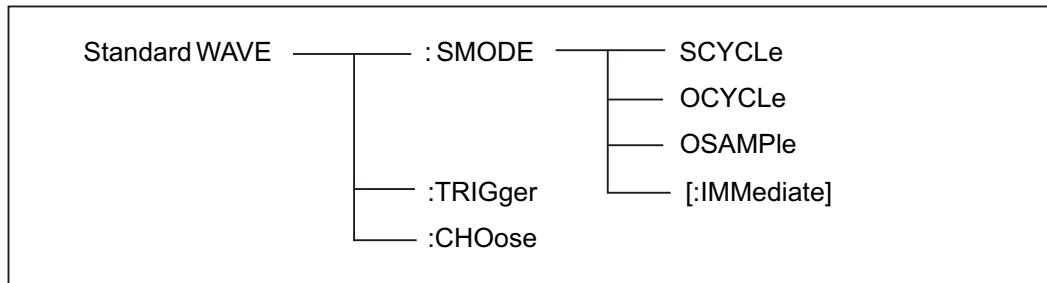 Standard WAVE : SMODE SCYCLe
OCYCLe
OSAMPle
:TRIGger [:IMMediate]
:CHOose